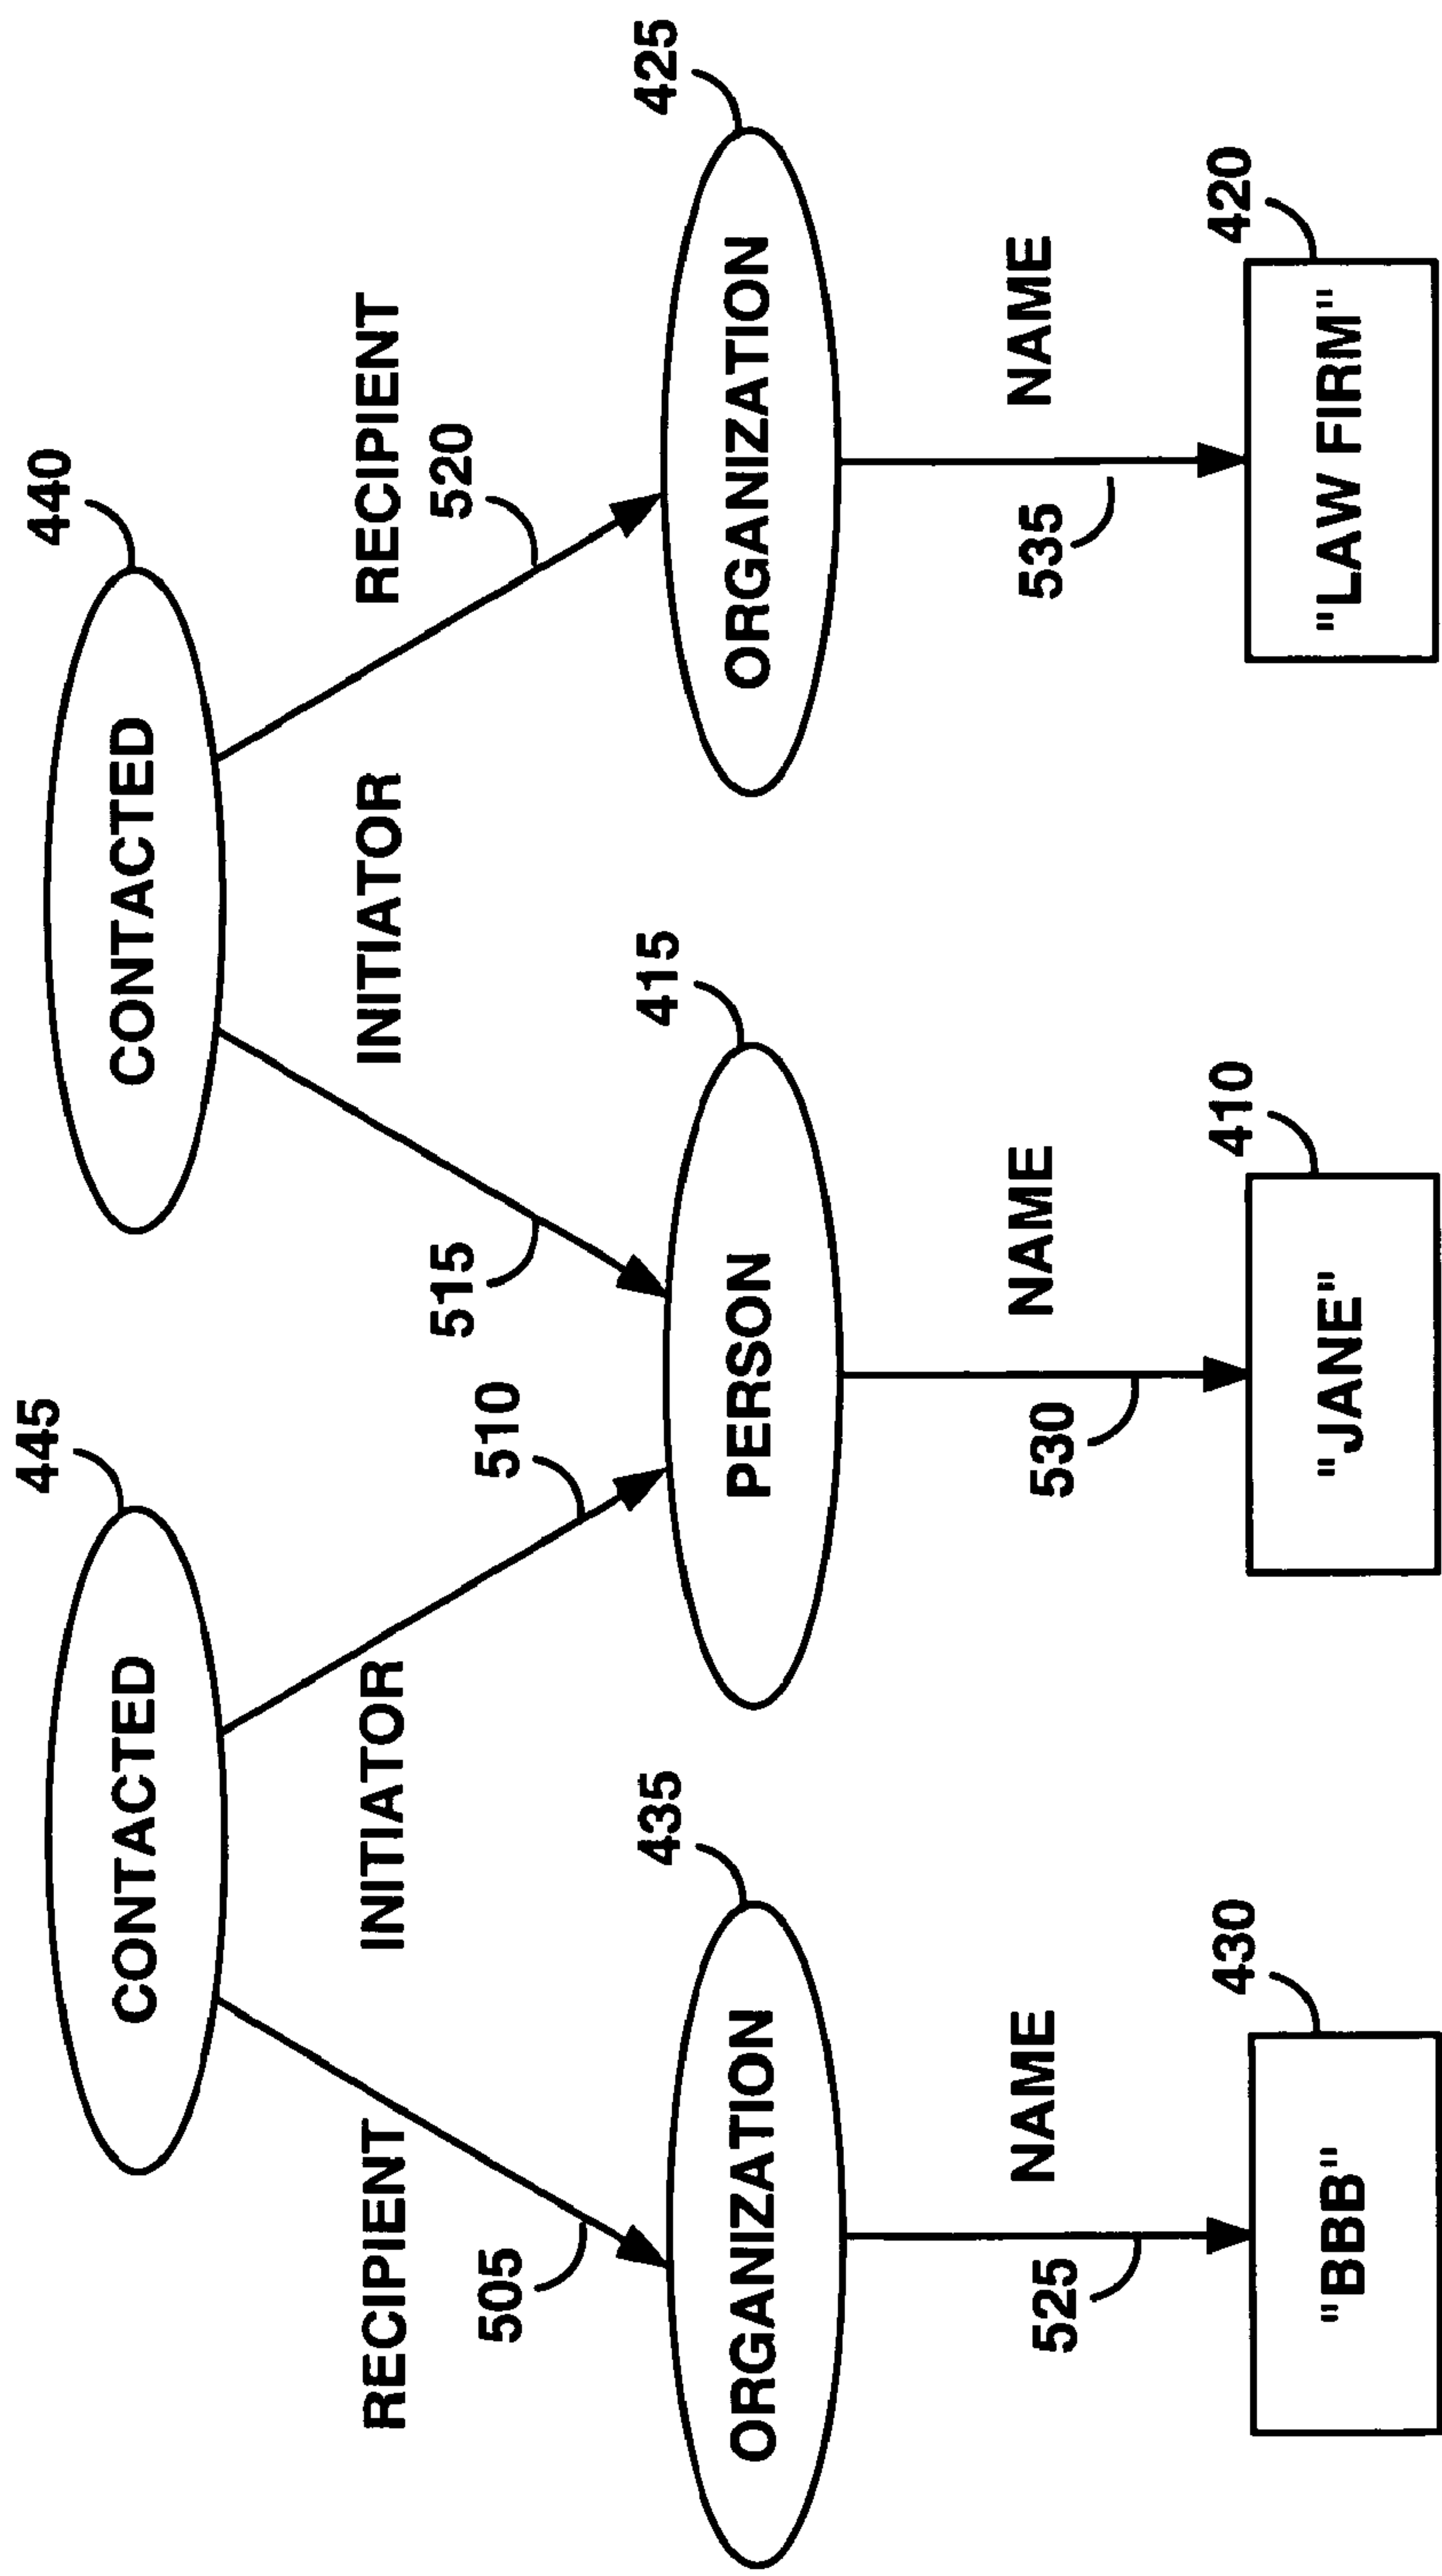 445
440
CONTACTED
CONTACTED
RECIPIENT
INITIATOR
INITIATOR
RECIPIENT
505
510
515
520
435
415
425
ORGANIZATION
PERSON
ORGANIZATION
NAME
NAME
NAME
525
530
535
430
410
420
"BBB"
"JANE"
"LAW FIRM"